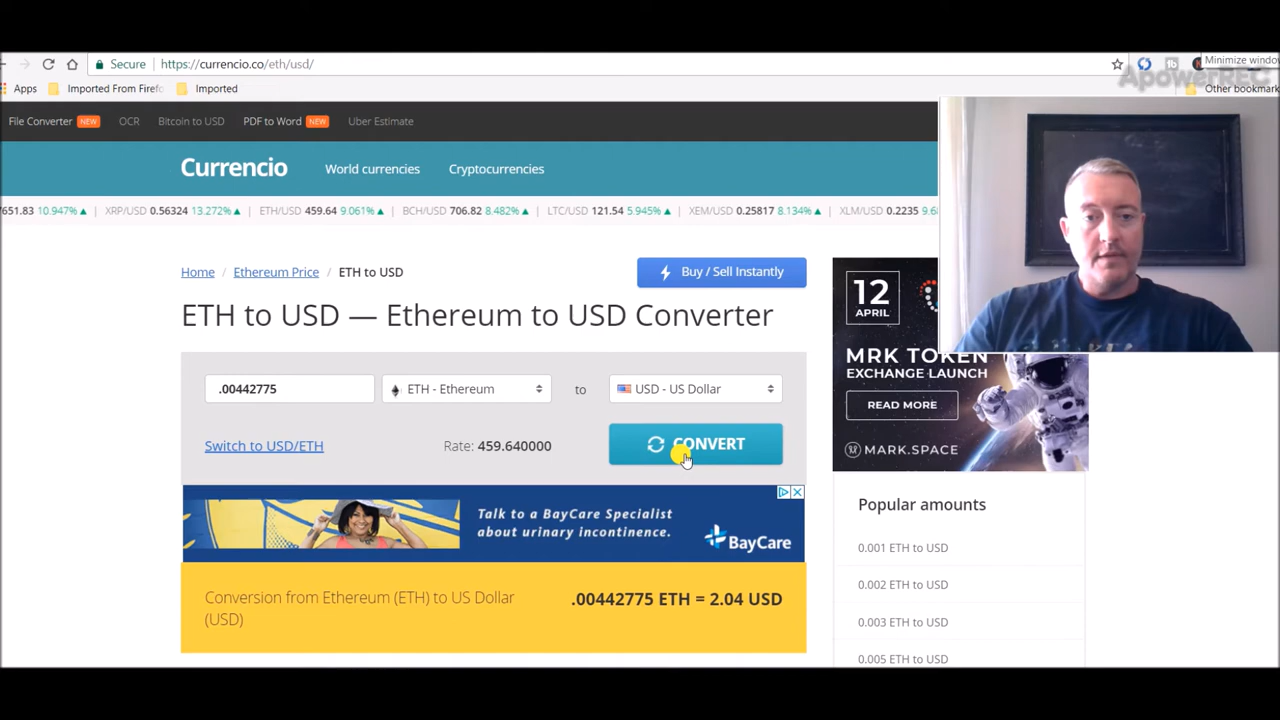 Secure https://currencio.co/eth/usd/
Minimize window
ApowerREC
Apps Imported From Firefo Imported Other bookmark
File Converter NEW OCR Bitcoin to USD PDF to Word NEW Uber Estimate
Currencio World currencies Cryptocurrencies
7651.83 10.947% ▲ XRP/USD 0.56324 13.272% ▲ ETH/USD 459.64 9.061% ▲ BCH/USD 706.82 8.482% ▲ LTC/USD 121.54 5.945% ▲ XEM/USD 0.25817 8.134% ▲ XLM/USD 0.2235 9.6
Home / Ethereum Price / ETH to USD
Buy / Sell Instantly
ETH to USD — Ethereum to USD Converter
.00442775 ETH - Ethereum to USD - US Dollar
Switch to USD/ETH Rate: 459.640000 CONVERT
Talk to a BayCare Specialist
about urinary incontinence.
BayCare
Conversion from Ethereum (ETH) to US Dollar
(USD)
.00442775 ETH = 2.04 USD
12
APRIL
MRK TOKEN
EXCHANGE LAUNCH
READ MORE
MARK.SPACE
Popular amounts
0.001 ETH to USD
0.002 ETH to USD
0.003 ETH to USD
0.005 ETH to USD